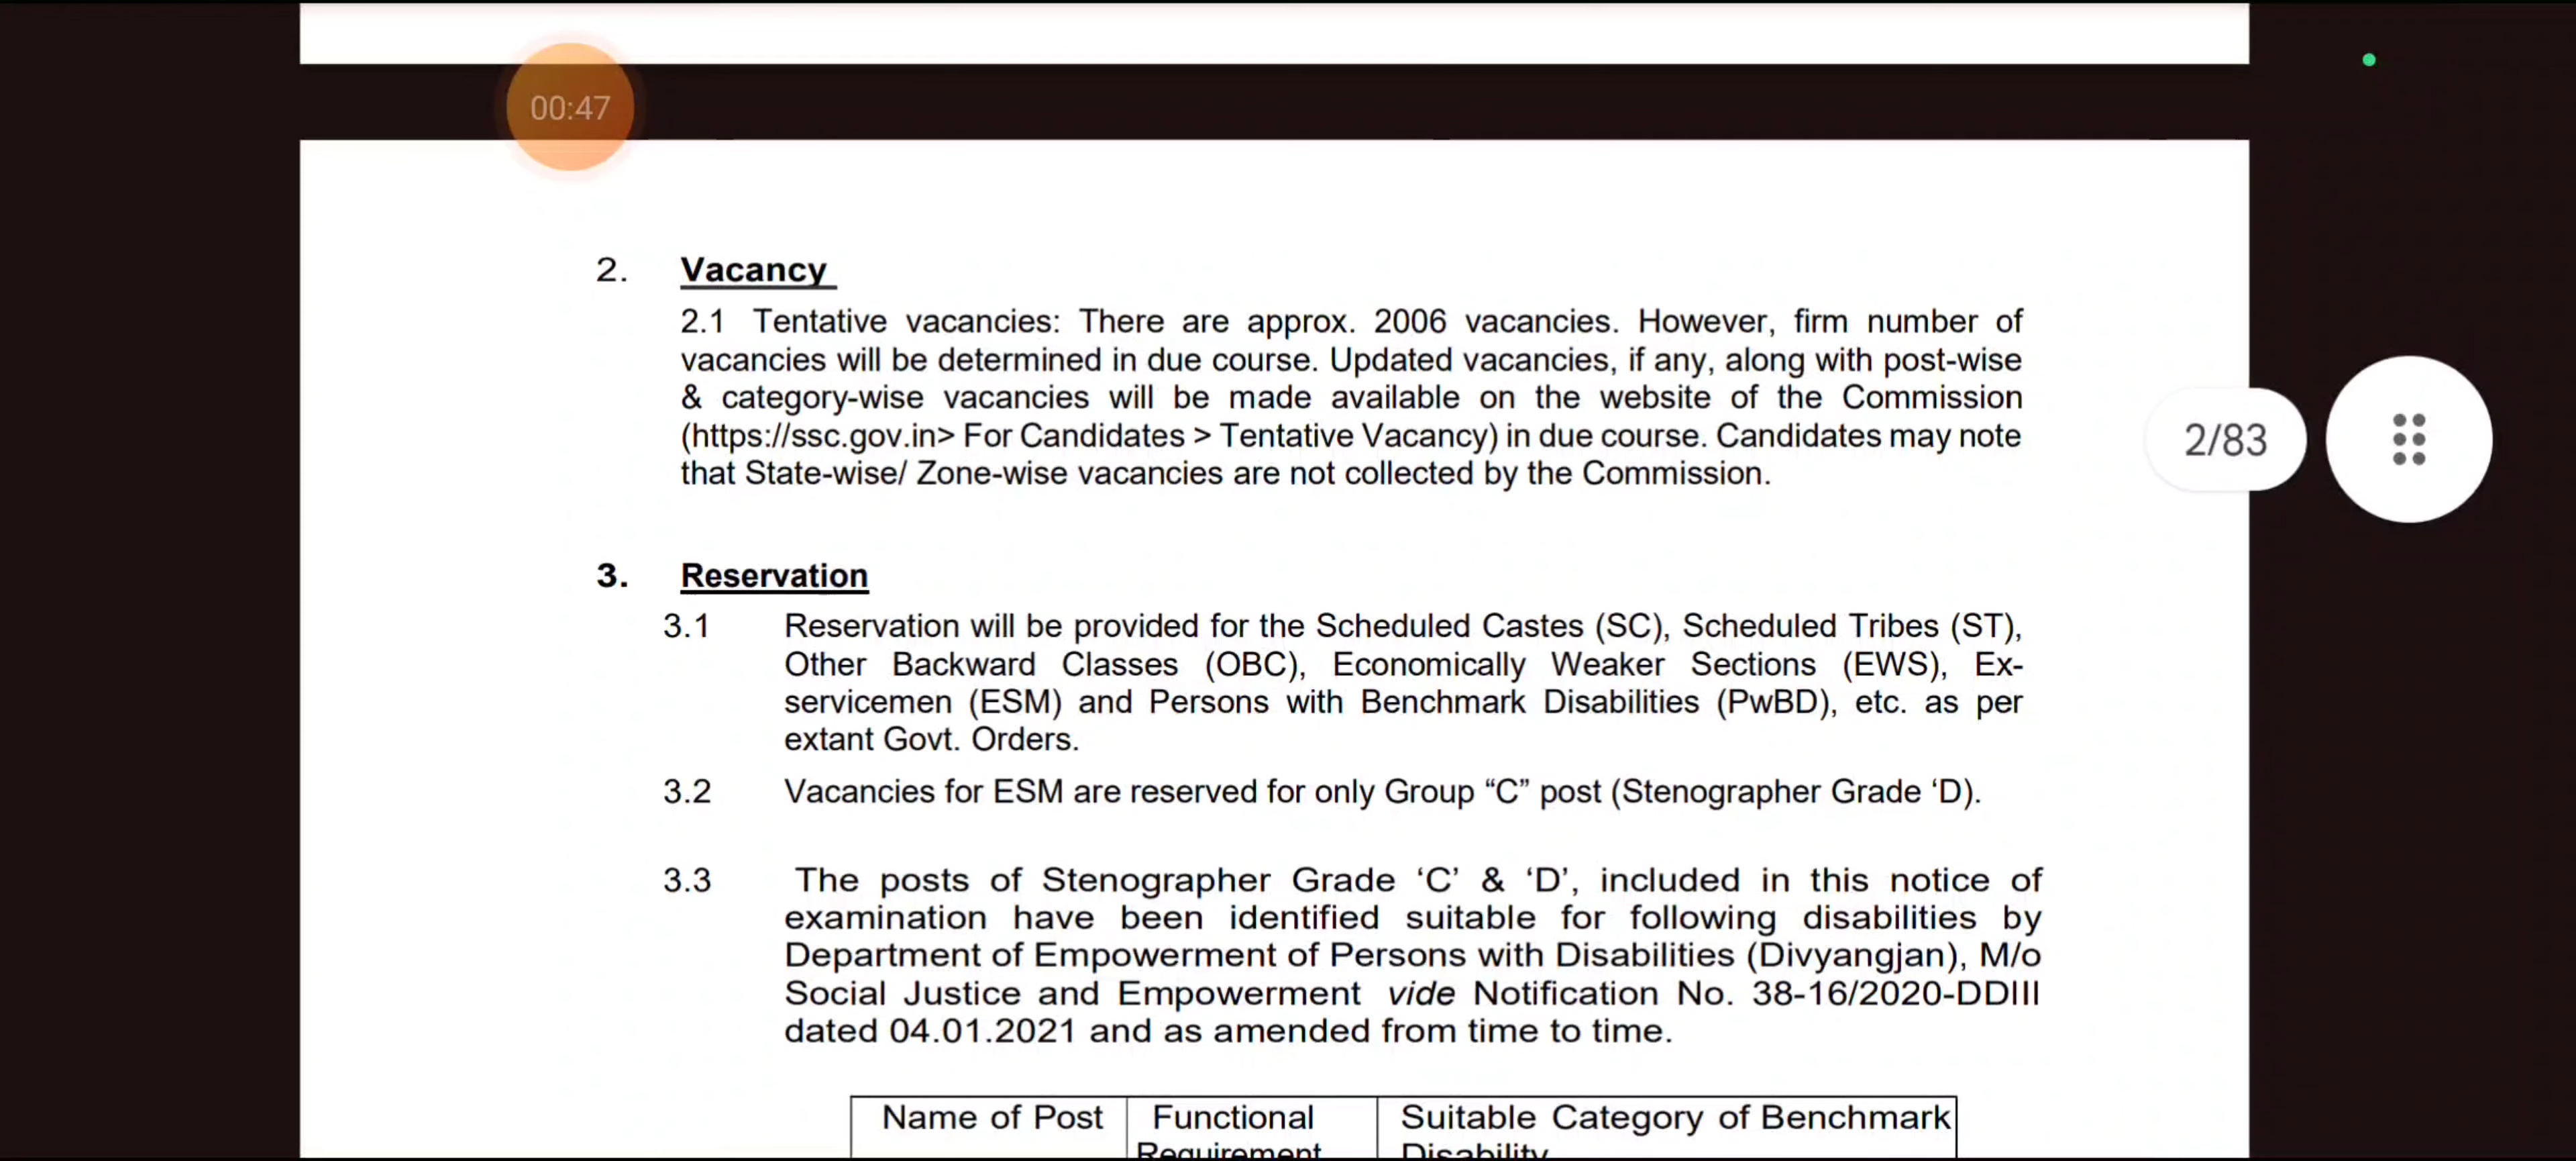 00:47
2. Vacancy
2.1 Tentative vacancies: There are approx. 2006 vacancies. However, firm number of
vacancies will be determined in due course. Updated vacancies, if any, along with post-wise
& category-wise vacancies will be made available on the website of the Commission
(https://ssc.gov.in> For Candidates > Tentative Vacancy) in due course. Candidates may note
that State-wise/ Zone-wise vacancies are not collected by the Commission.
2/83
3. Reservation
3.1 Reservation will be provided for the Scheduled Castes (SC), Scheduled Tribes (ST),
Other Backward Classes (OBC), Economically Weaker Sections (EWS), Ex-
servicemen (ESM) and Persons with Benchmark Disabilities (PwBD), etc. as per
extant Govt. Orders.
3.2 Vacancies for ESM are reserved for only Group “C” post (Stenographer Grade ‘D).
3.3 The posts of Stenographer Grade ‘C’ & ‘D’, included in this notice of
examination have been identified suitable for following disabilities by
Department of Empowerment of Persons with Disabilities (Divyangjan), M/o
Social Justice and Empowerment vide Notification No. 38-16/2020-DDIII
dated 04.01.2021 and as amended from time to time.
Name of Post Functional Suitable Category of Benchmark
Requirement Disability